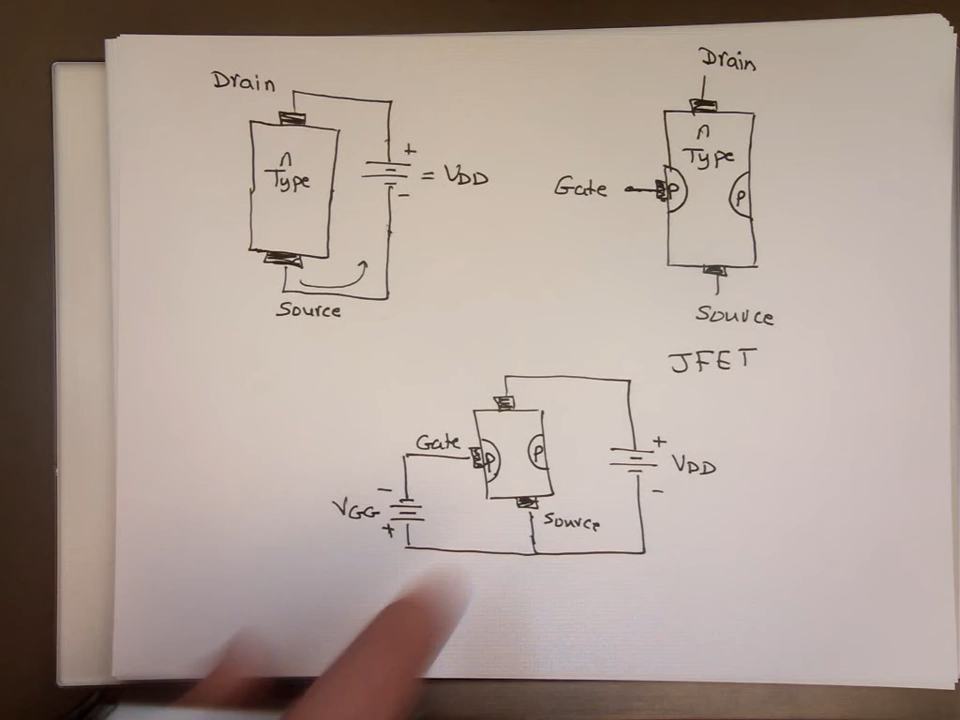 Drain
n
Type
+
= VDD
-
Source
Drain
n
Type
Gate
P
P
Source
JFET
Gate
P
P
-
VGG
+
Source
+
VDD
-